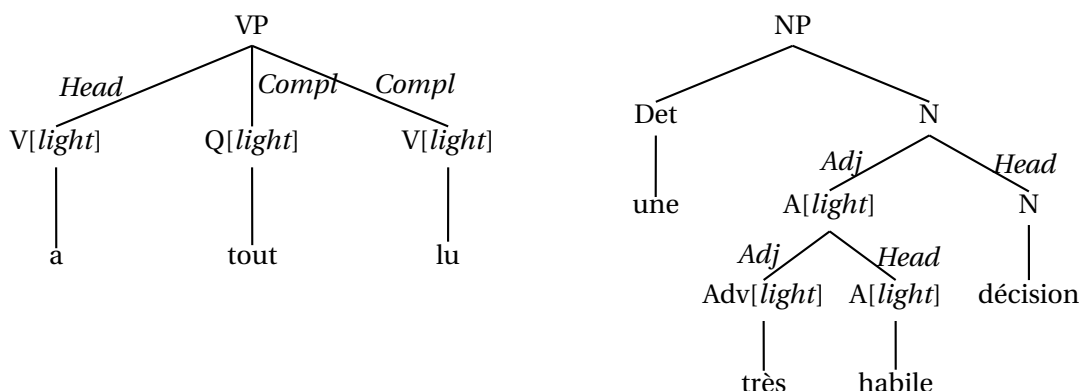 VP NP
Head Compl Compl
Det N
V[light] Q[light] V[light]
Adj Head
une A[light] N
a tout lu
Adj Head
Adv[light] A[light] décision
très habile